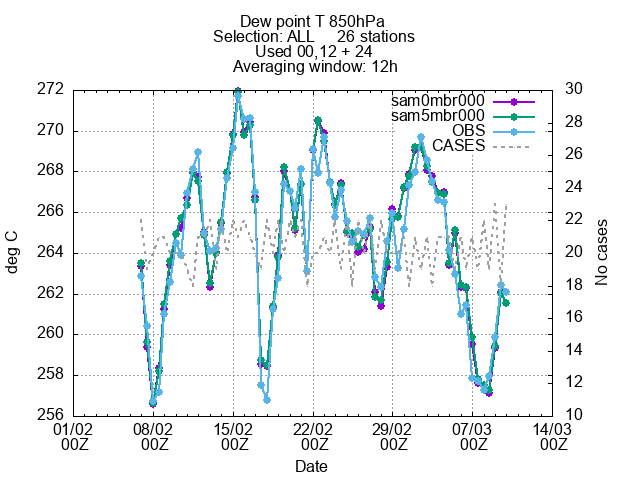 Dew point T 850hPa
Selection: ALL 26 stations
Used 00,12 + 24
Averaging window: 12h
sam0mbr000
sam5mbr000
OBS
CASES
272
270
268
266
264
262
260
258
256
deg C
30
28
26
24
22
20
18
16
14
12
10
No cases
01/02 08/02 15/02 22/02 29/02 07/03 14/03
00Z 00Z 00Z 00Z 00Z 00Z 00Z
Date